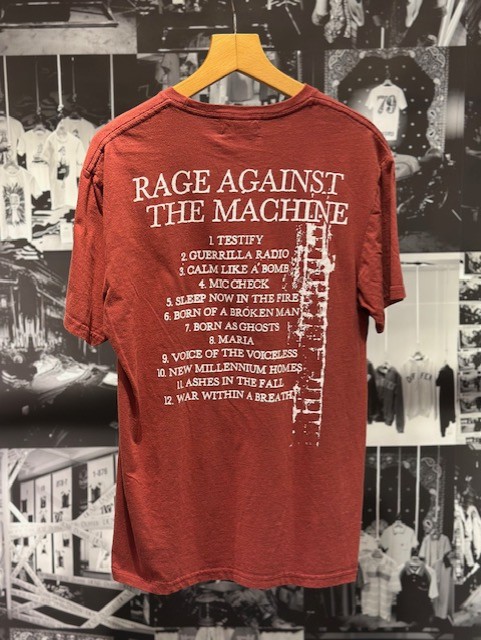 RAGE AGAINST
THE MACHINE
1. TESTIFY
2. GUERRILLA RADIO
3. CALM LIKE A BOMB
4. MIC CHECK
5. SLEEP NOW IN THE FIRE
6. BORN OF A BROKEN MAN
7. BORN AS GHOSTS
8. MARIA
9. VOICE OF THE VOICELESS
10. NEW MILLENNIUM HOMES
11. ASHES IN THE FALL
12. WAR WITHIN A BREATH